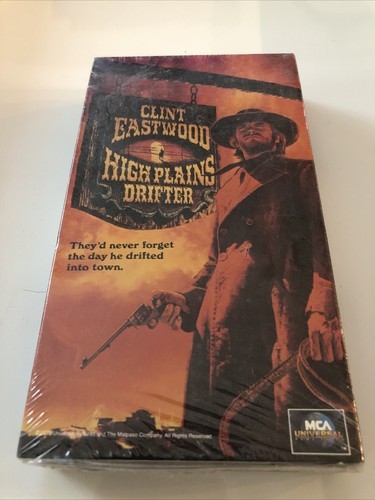 CLINT
EASTWOOD
HIGH PLAINS
DRIFTER
They'd never forget
the day he drifted
into town.
and The Malpaso Company. All Rights Reserved.
MCA
UNIVERSAL